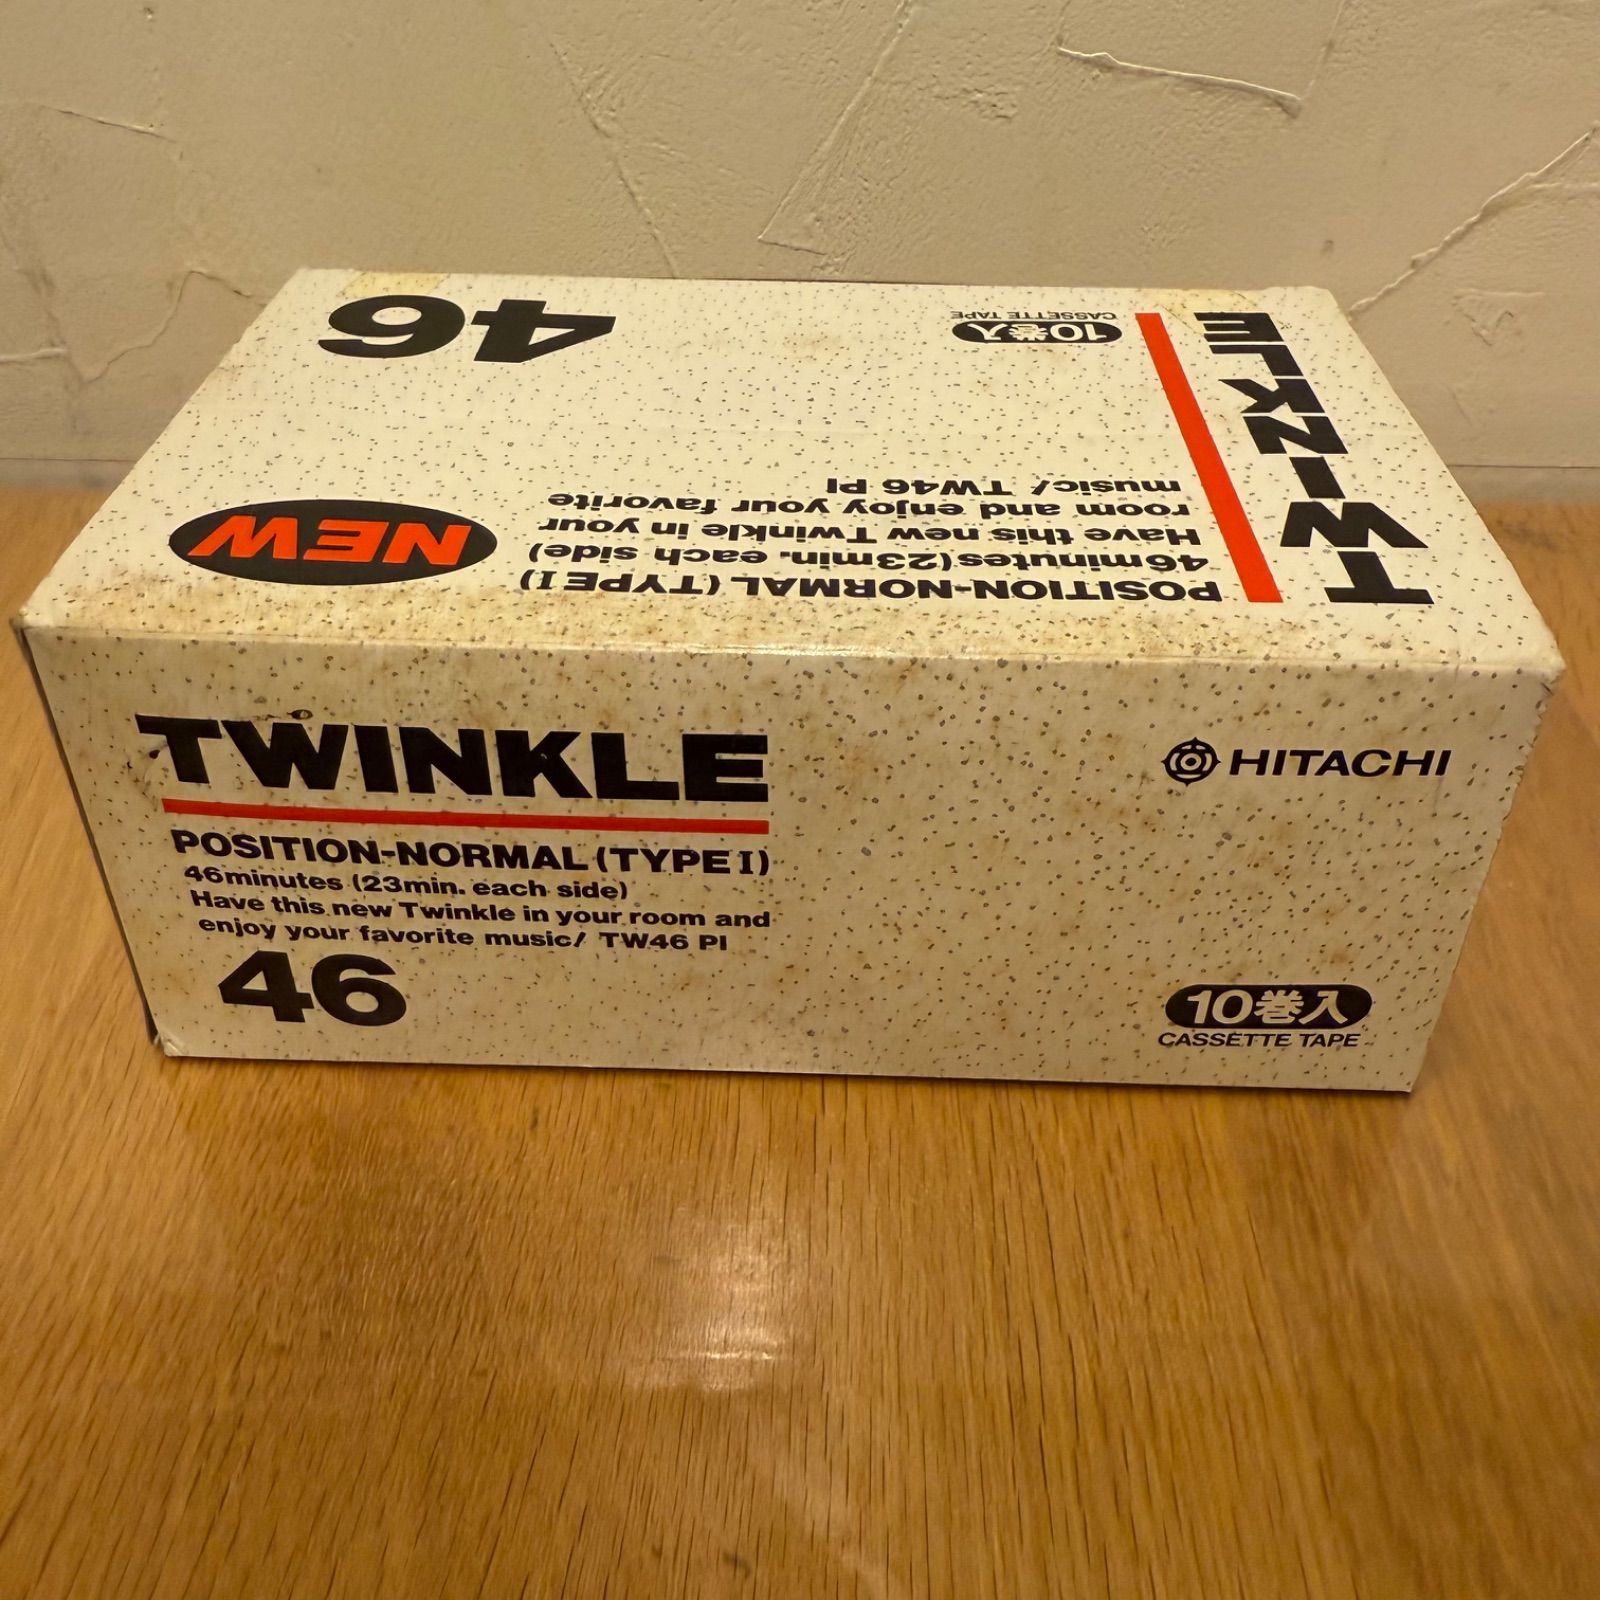 46
10巻入
CASSETTE TAPE
TWINKLE
NEW
POSITION-NORMAL (TYPE I)
46minutes (23min. each side)
Have this new Twinkle in your
room and enjoy your favorite
music! TW46 PI
TWINKLE
POSITION-NORMAL (TYPE I)
46minutes (23min. each side)
Have this new Twinkle in your room and
enjoy your favorite music! TW46 PI
46
HITACHI
10巻入
CASSETTE TAPE